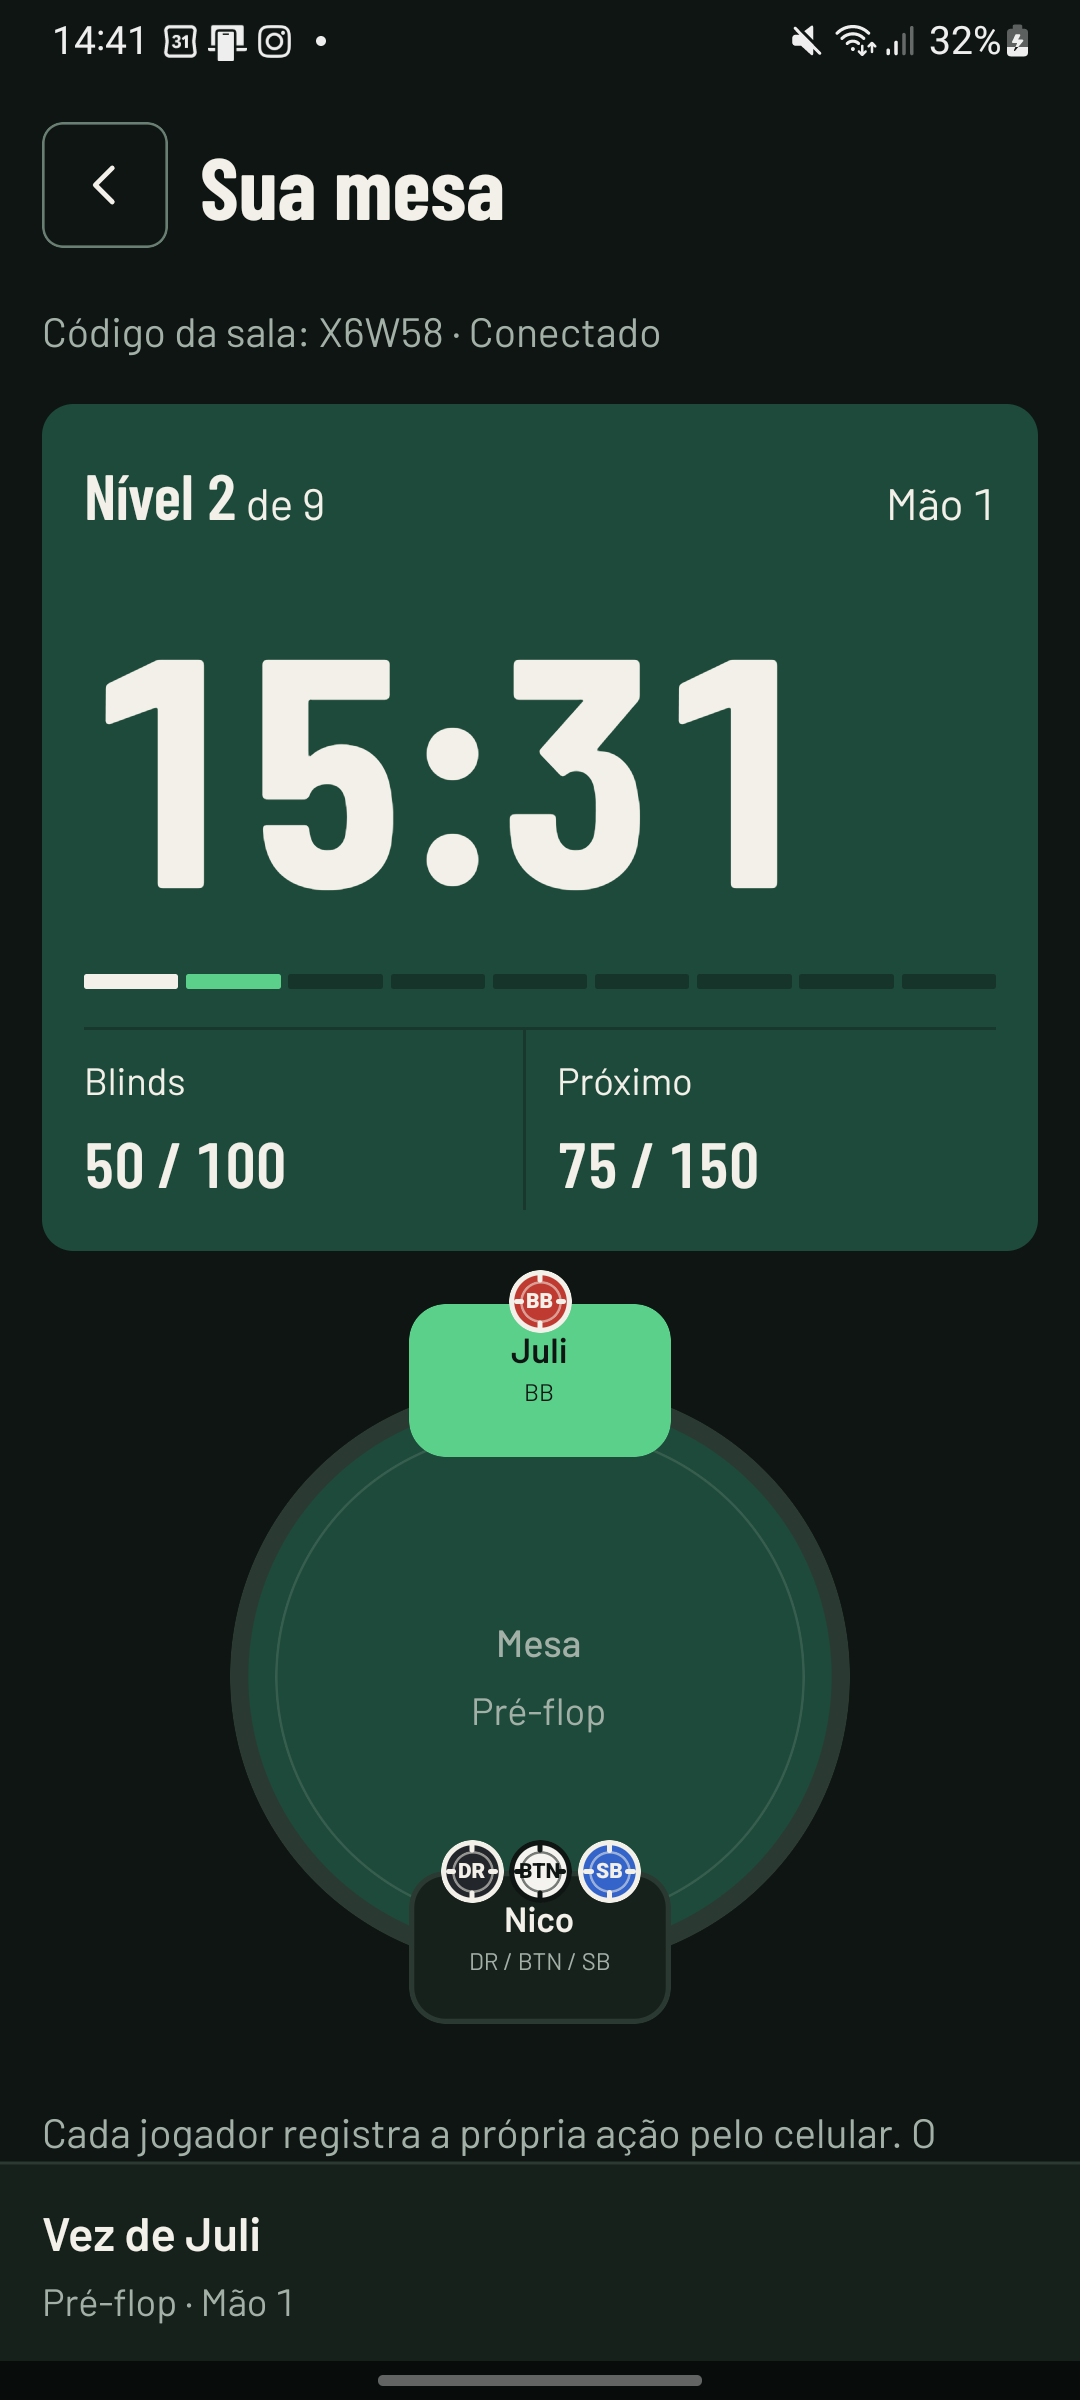 14:41 31 32%
Sua mesa
Código da sala: X6W58 · Conectado
Nível 2 de 9 Mão 1
15:31
Blinds Próximo
50 / 100 75 / 150
BB
Juli
BB
Mesa
Pré-flop
DR BTN SB
Nico
DR / BTN / SB
Cada jogador registra a própria ação pelo celular. O
Vez de Juli
Pré-flop · Mão 1